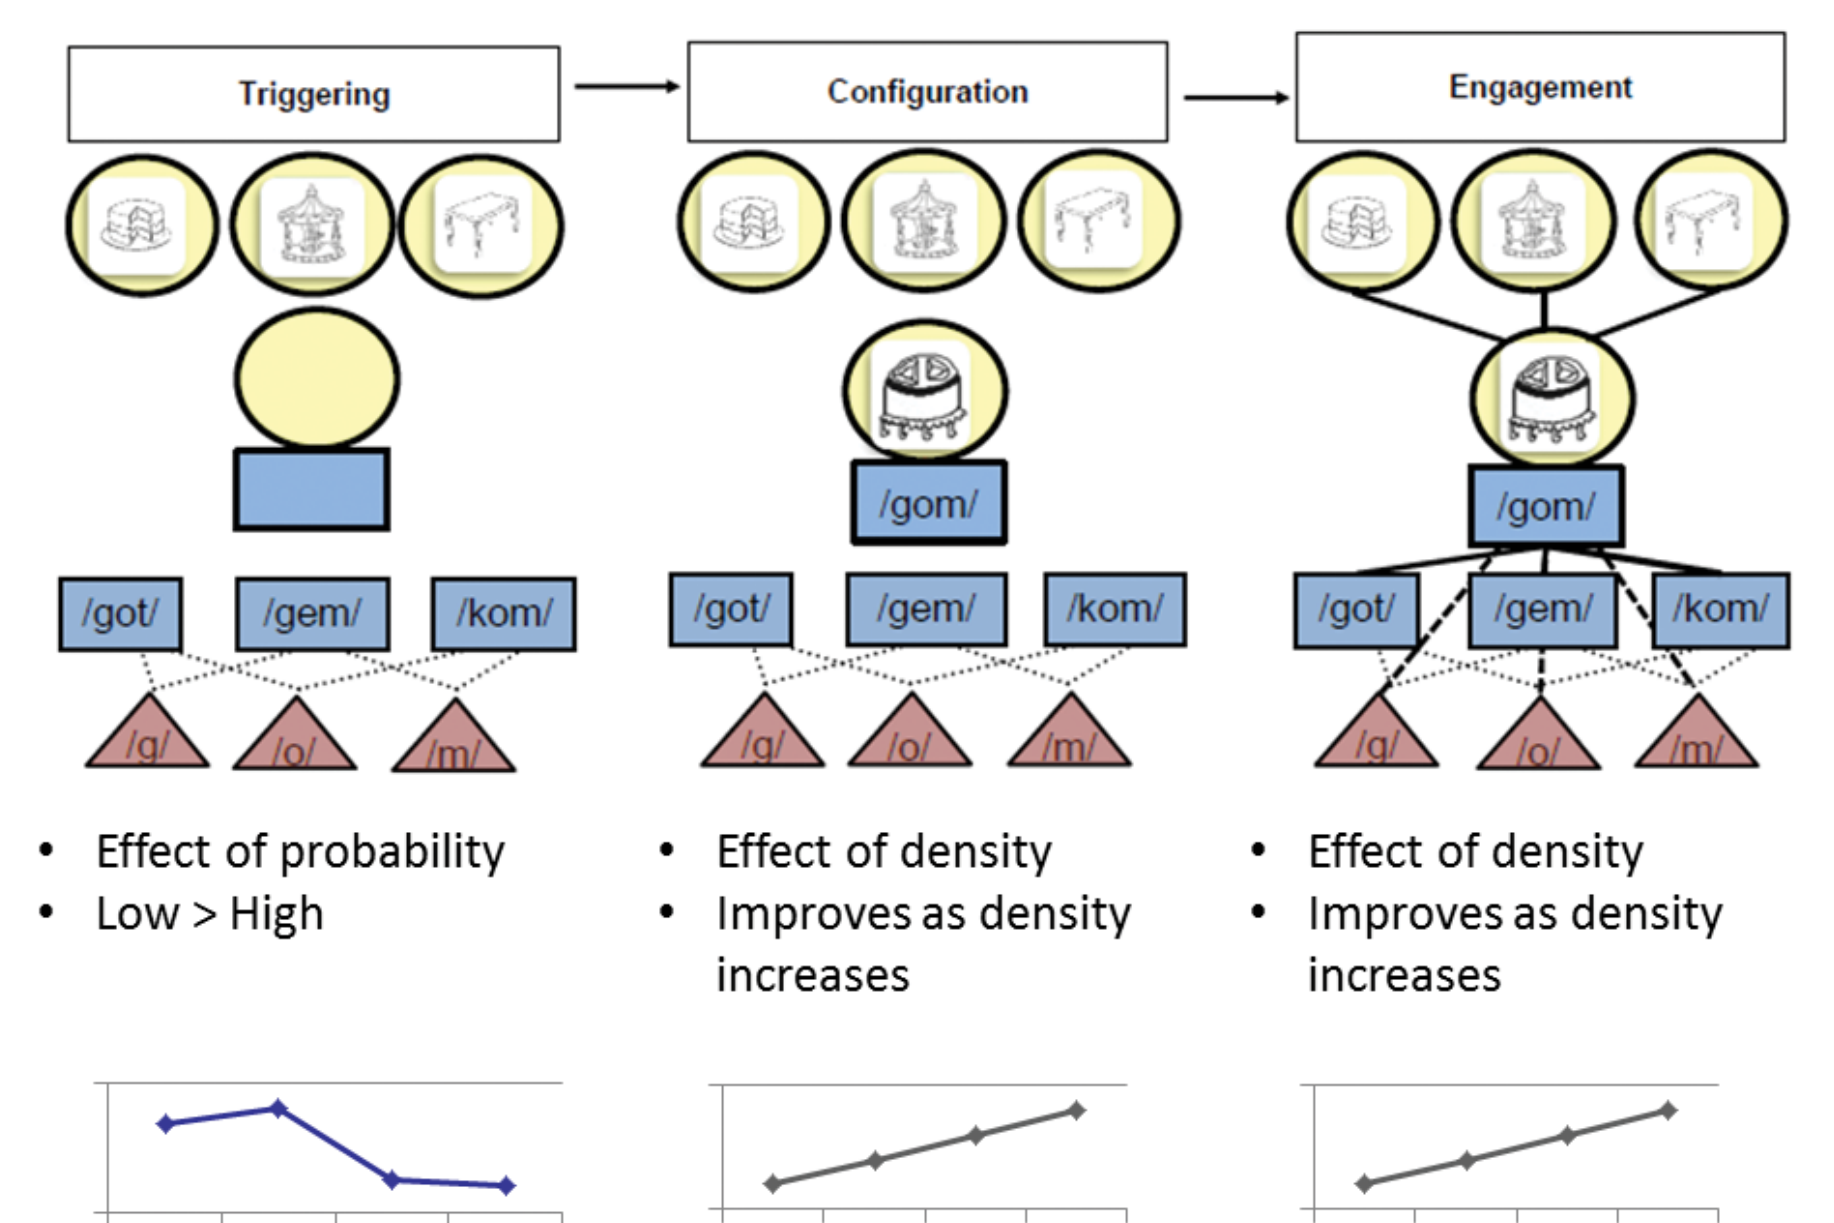 Triggering
Configuration
Engagement
/gom/
/gom/
/got/ /gem/ /kom/
/got/ /gem/ /kom/
/got/ /gem/ /kom/
/g/ /o/ /m/
/g/ /o/ /m/
/g/ /o/ /m/
• Effect of probability
• Low > High
• Effect of density
• Improves as density
increases
• Effect of density
• Improves as density
increases